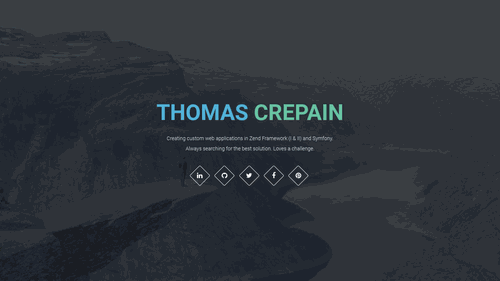 THOMAS CREPAIN
Creating custom web applications in Zend Framework (I & II) and Symfony.
Always searching for the best solution. Loves a challenge.